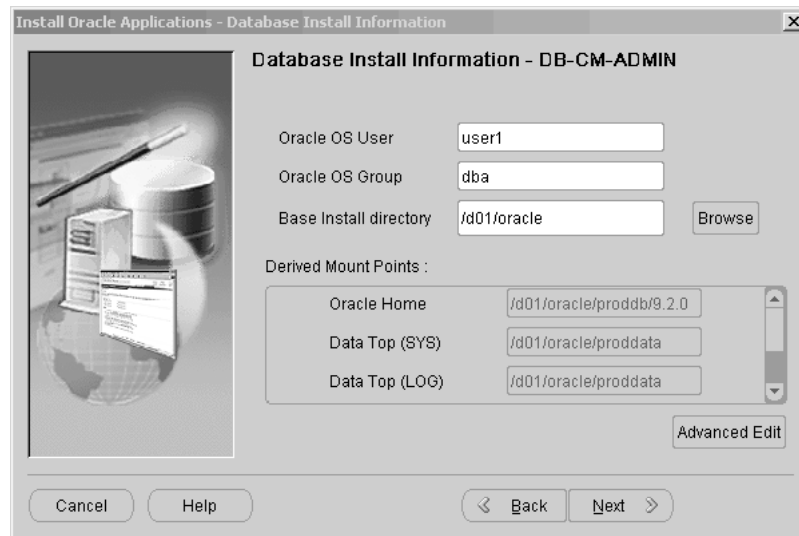 Install Oracle Applications - Database Install Information
Database Install Information - DB-CM-ADMIN
Oracle OS User user1
Oracle OS Group dba
Base Install directory /d01/oracle Browse
Derived Mount Points :
Oracle Home /d01/oracle/proddb/9.2.0
Data Top (SYS) /d01/oracle/proddata
Data Top (LOG) /d01/oracle/proddata
Advanced Edit
Cancel Help Back Next